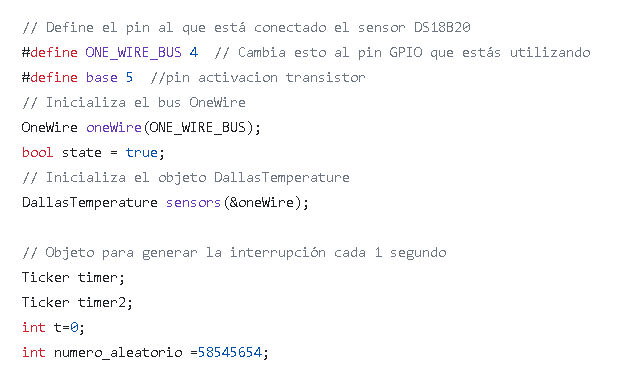 // Define el pin al que está conectado el sensor DS18B20
#define ONE_WIRE_BUS 4  // Cambia esto al pin GPIO que estás utilizando
#define base 5  //pin activacion transistor
// Inicializa el bus OneWire
OneWire oneWire(ONE_WIRE_BUS);
bool state = true;
// Inicializa el objeto DallasTemperature
DallasTemperature sensors(&oneWire);

// Objeto para generar la interrupción cada 1 segundo
Ticker timer;
Ticker timer2;
int t=0;
int numero_aleatorio =58545654;